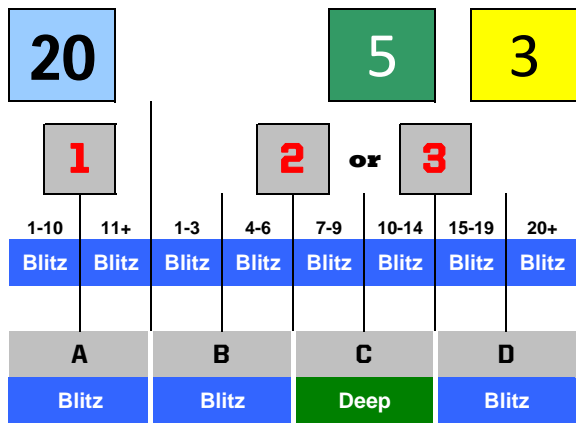 20 5 3
1 2 or 3
1-10 11+ 1-3 4-6 7-9 10-14 15-19 20+
Blitz Blitz Blitz Blitz Blitz Blitz Blitz Blitz
A B C D
Blitz Blitz Deep Blitz